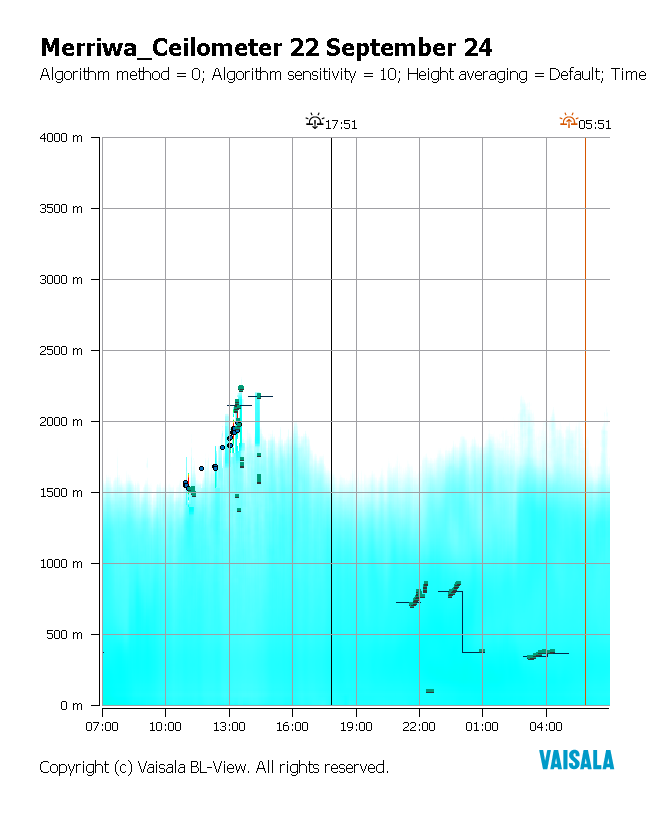 Merriwa_Ceilometer 22 September 24
Algorithm method = 0; Algorithm sensitivity = 10; Height averaging = Default; Time
17:51 05:51
4000 m
3500 m
3000 m
2500 m
2000 m
1500 m
1000 m
500 m
0 m
07:00 10:00 13:00 16:00 19:00 22:00 01:00 04:00
Copyright (c) Vaisala BL-View. All rights reserved.
VAISALA